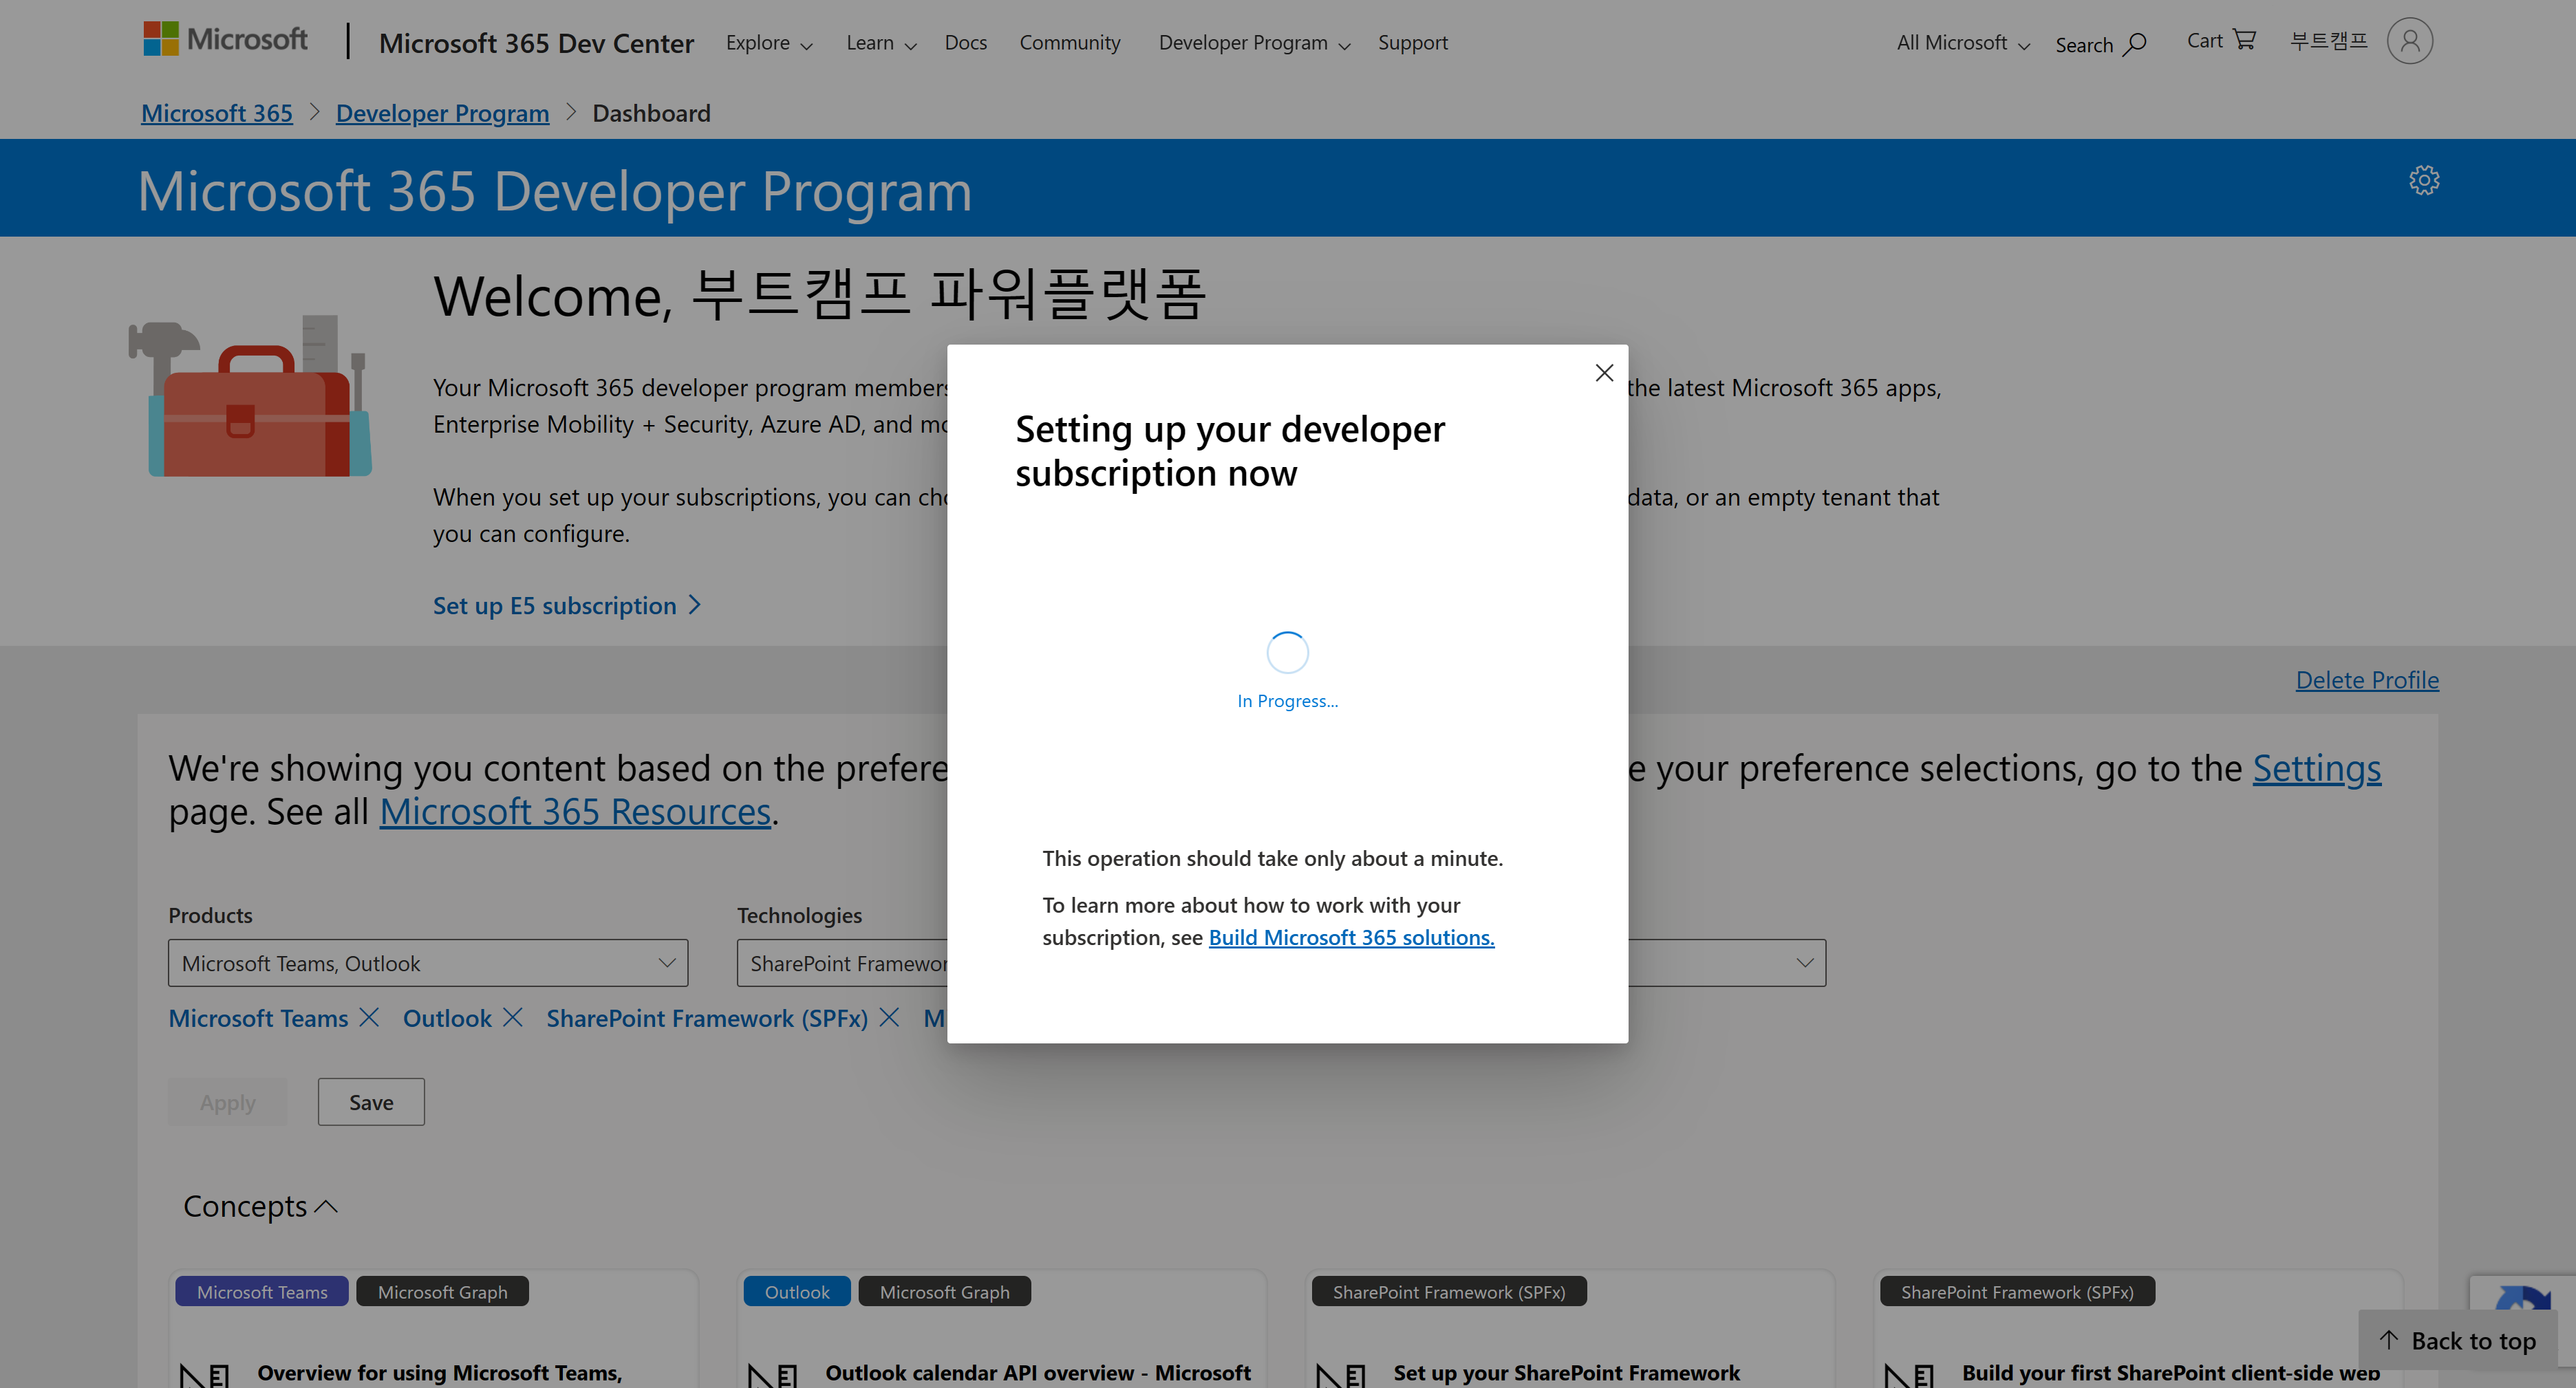 Microsoft | Microsoft 365 Dev Center Explore Learn Docs Community Developer Program Support All Microsoft Search Cart 부트캠프
Microsoft 365 > Developer Program > Dashboard
Microsoft 365 Developer Program
Welcome, 부트캠프 파워플랫폼
Your Microsoft 365 developer program the latest Microsoft 365 apps,
Enterprise Mobility + Security, Azure AD, and
When you set up your subscriptions, you can data, or an empty tenant that
you can configure.
Set up E5 subscription
Setting up your developer
subscription now
In Progress...
This operation should take only about a minute.
To learn more about how to work with your
subscription, see Build Microsoft 365 solutions.
Delete Profile
We're showing you content based on the your preference selections, go to the Settings
page. See all Microsoft 365 Resources.
Products Technologies
Microsoft Teams, Outlook SharePoint
Microsoft Teams Outlook SharePoint Framework (SPFx) M
Apply Save
Concepts
Microsoft Teams Microsoft Graph Outlook Microsoft Graph SharePoint Framework (SPFx) SharePoint Framework (SPFx)
Overview for using Microsoft Teams, Outlook calendar API overview - Microsoft Set up your SharePoint Framework Build your first SharePoint client-side web
Back to top